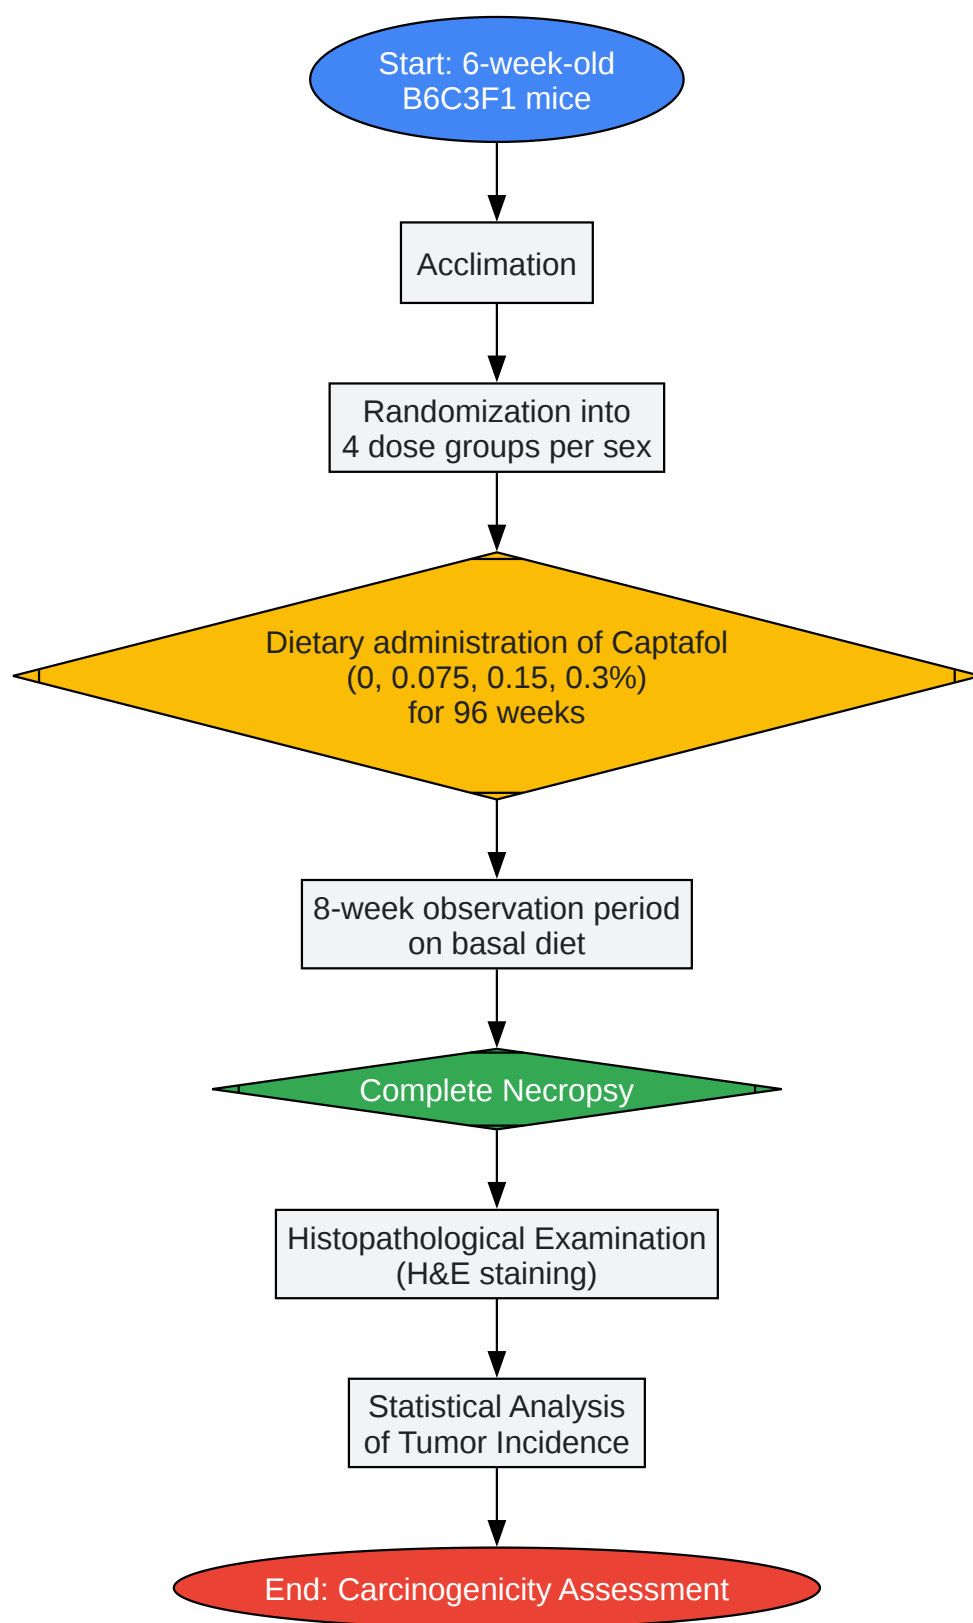 Start: 6-week-old
B6C3F1 mice
Acclimation
Randomization into
4 dose groups per sex
Dietary administration of Captafol
(0, 0.075, 0.15, 0.3%)
for 96 weeks
8-week observation period
on basal diet
Complete Necropsy
Histopathological Examination
(H&E staining)
Statistical Analysis
of Tumor Incidence
End: Carcinogenicity Assessment